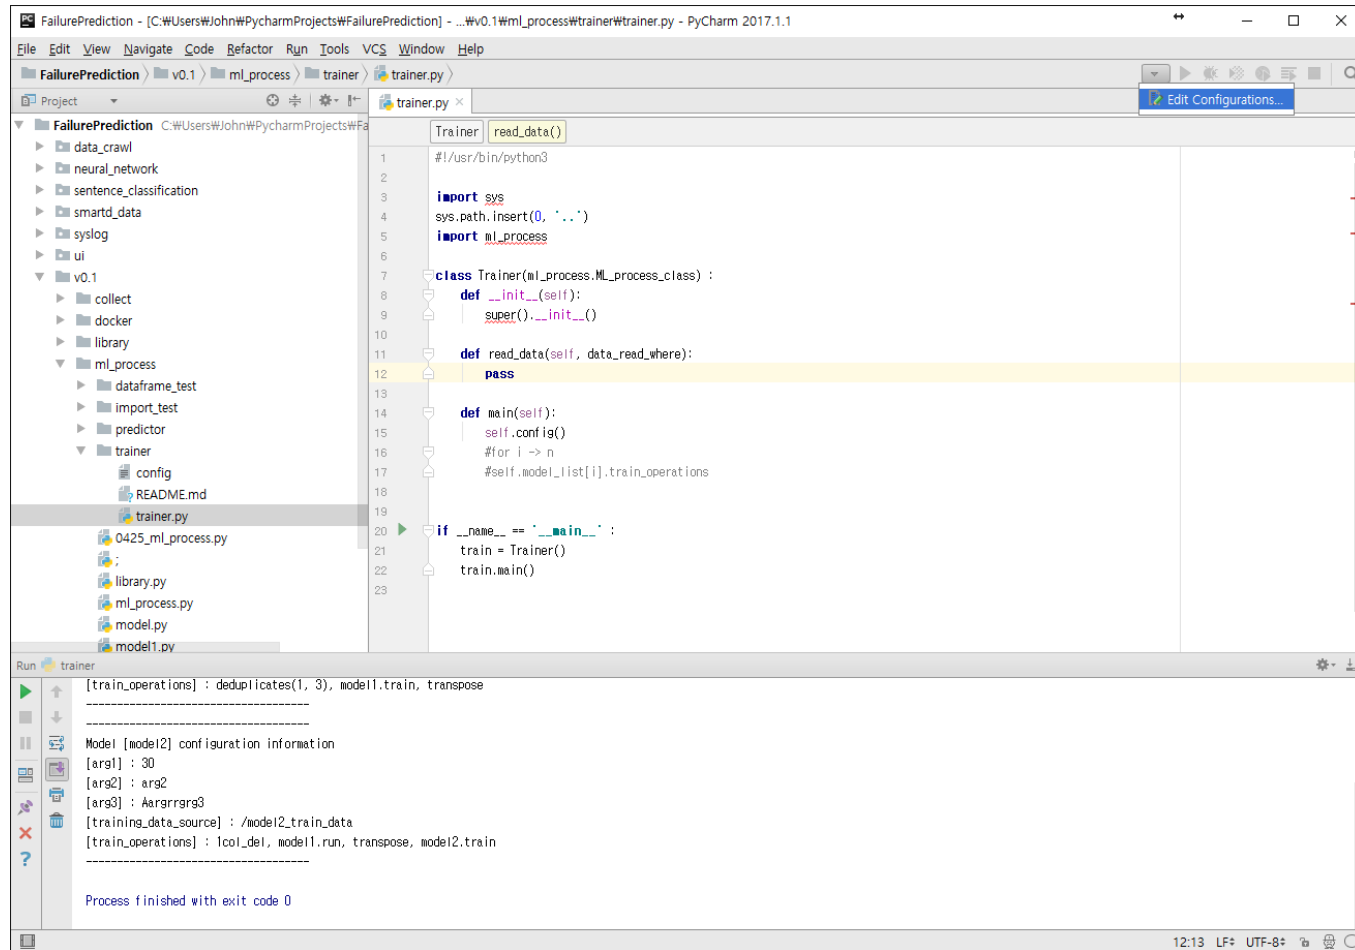 FailurePrediction - [C:₩Users₩John₩PycharmProjects₩FailurePrediction] - ...₩v0.1₩ml_process₩trainer₩trainer.py - PyCharm 2017.1.1
File Edit View Navigate Code Refactor Run Tools VCS Window Help
FailurePrediction v0.1 ml_process trainer trainer.py
Project
trainer.py
Edit Configurations...
FailurePrediction C:₩Users₩John₩PycharmProjects₩Fa
data_crawl
neural_network
sentence_classification
smartd_data
syslog
ui
v0.1
collect
docker
library
ml_process
dataframe_test
import_test
predictor
trainer
config
README.md
trainer.py
0425_ml_process.py
;
library.py
ml_process.py
model.py
model1.py
Trainer read_data()
1 #!/usr/bin/python3
2
3 import sys
4 sys.path.insert(0, '..')
5 import ml_process
6
7 class Trainer(ml_process.ML_process_class) :
8 def __init__(self):
9 super().__init__()
10
11 def read_data(self, data_read_where):
12 pass
13
14 def main(self):
15 self.config()
16 #for i -> n
17 #self.model_list[i].train_operations
18
19
20 if __name__ == '__main__' :
21 train = Trainer()
22 train.main()
23
Run trainer
[train_operations] : deduplicates(1, 3), model1.train, transpose
------------------------------------
------------------------------------
Model [model2] configuration information
[arg1] : 30
[arg2] : arg2
[arg3] : Aargrrgrg3
[training_data_source] : /model2_train_data
[train_operations] : 1col_del, model1.run, transpose, model2.train
------------------------------------
Process finished with exit code 0
12:13 LF UTF-8